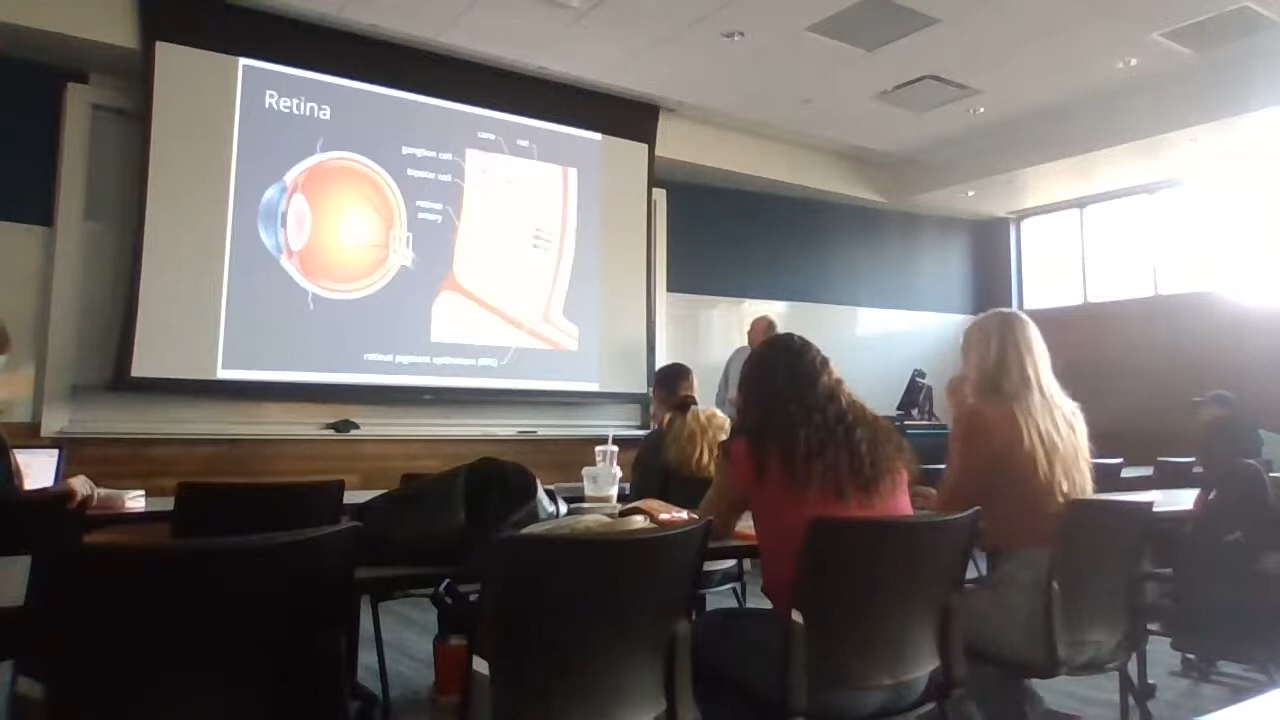 Retina
cone
rod
ganglion cell
bipolar cell
retinal
artery
retinal pigment epithelium (RPE)